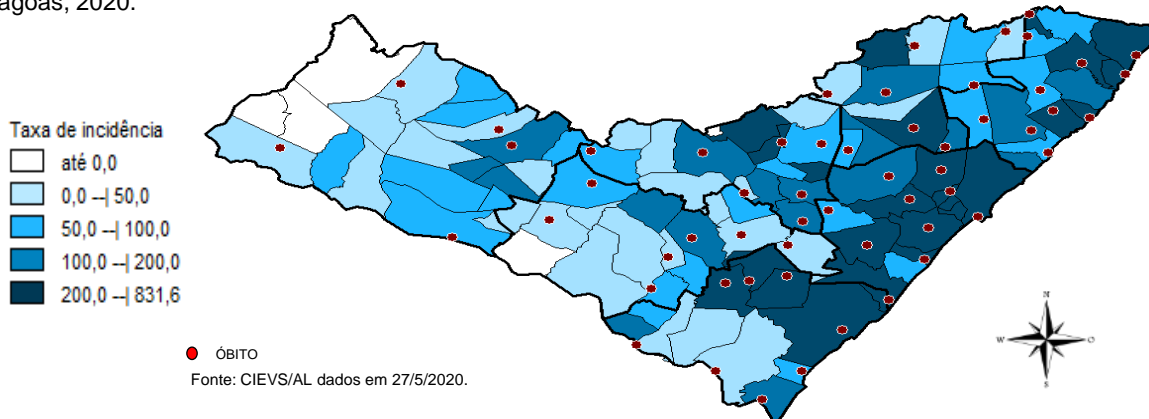 agoas, 2020.
Taxa de incidência
até 0,0
0,0 --| 50,0
50,0 --| 100,0
100,0 --| 200,0
200,0 --| 831,6
N
W
O
S
ÓBITO
Fonte: CIEVS/AL dados em 27/5/2020.